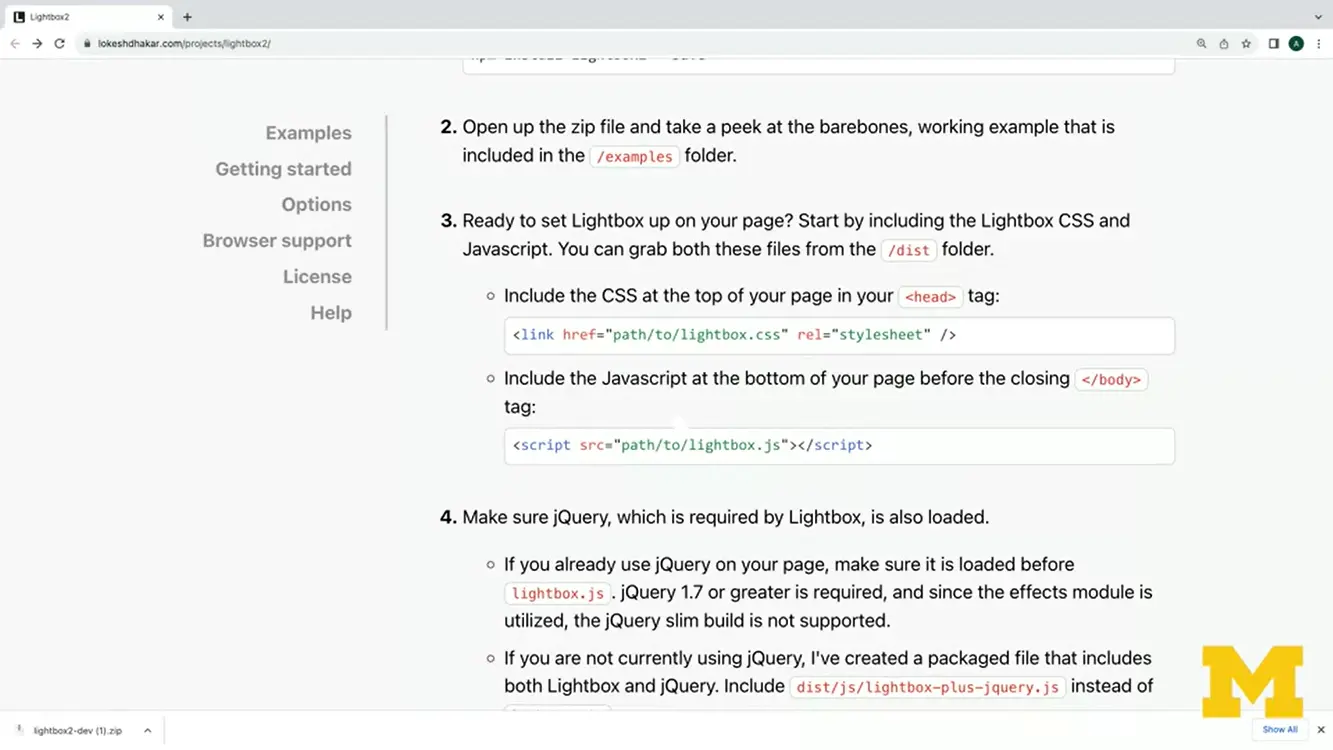 Lightbox2
lokeshdhakar.com/projects/lightbox2/
Examples
Getting started
Options
Browser support
License
Help
2. Open up the zip file and take a peek at the barebones, working example that is
included in the /examples folder.
3. Ready to set Lightbox up on your page? Start by including the Lightbox CSS and
Javascript. You can grab both these files from the /dist folder.
Include the CSS at the top of your page in your <head> tag:
<link href="path/to/lightbox.css" rel="stylesheet" />
Include the Javascript at the bottom of your page before the closing </body>
tag:
<script src="path/to/lightbox.js"></script>
4. Make sure jQuery, which is required by Lightbox, is also loaded.
If you already use jQuery on your page, make sure it is loaded before
lightbox.js. jQuery 1.7 or greater is required, and since the effects module is
utilized, the jQuery slim build is not supported.
If you are not currently using jQuery, I've created a packaged file that includes
both Lightbox and jQuery. Include dist/js/lightbox-plus-jquery.js instead of
M
lightbox2-dev (1).zip
Show All